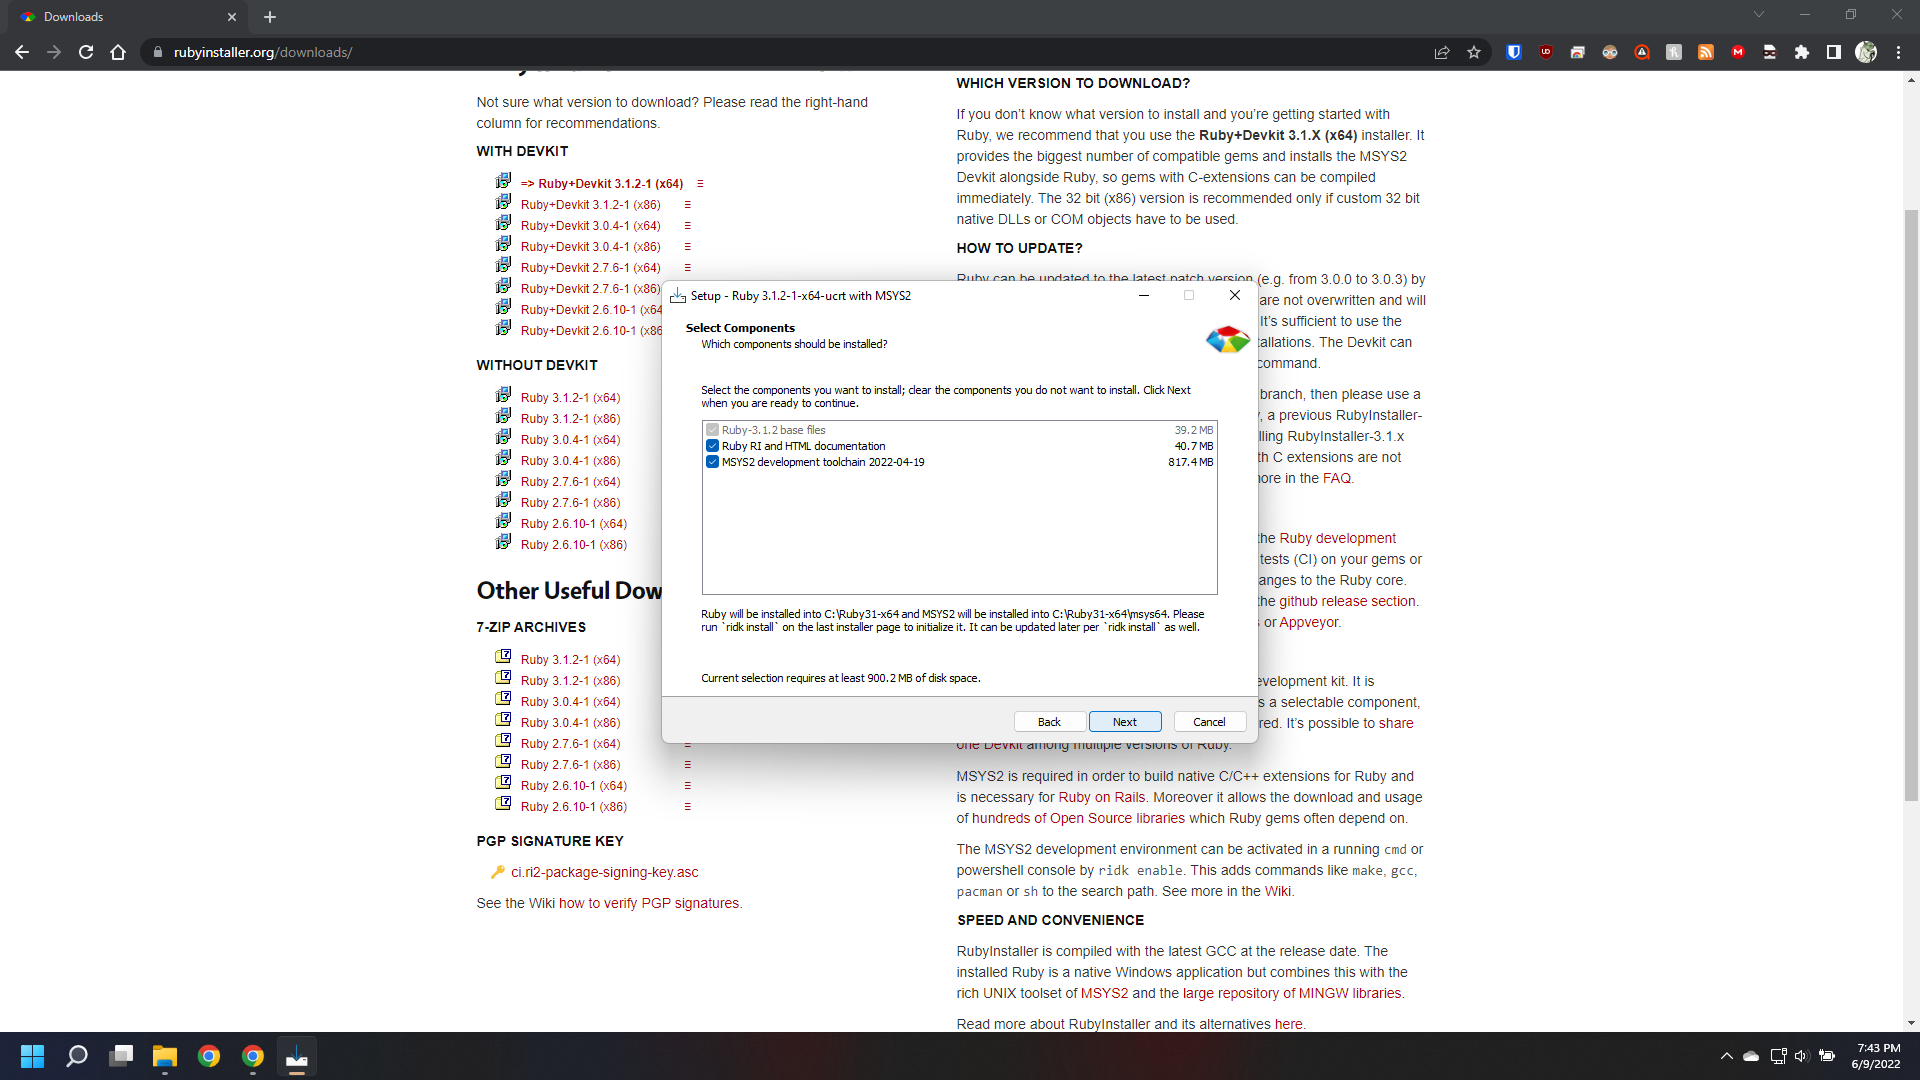 Downloads
rubyinstaller.org/downloads/
Not sure what version to download? Please read the right-hand
column for recommendations.
WITH DEVKIT
=> Ruby+Devkit 3.1.2-1 (x64)
Ruby+Devkit 3.1.2-1 (x86)
Ruby+Devkit 3.0.4-1 (x64)
Ruby+Devkit 3.0.4-1 (x86)
Ruby+Devkit 2.7.6-1 (x64)
Ruby+Devkit 2.7.6-1 (x86)
Ruby+Devkit 2.6.10-1 (x64
Ruby+Devkit 2.6.10-1 (x86
WITHOUT DEVKIT
Ruby 3.1.2-1 (x64)
Ruby 3.1.2-1 (x86)
Ruby 3.0.4-1 (x64)
Ruby 3.0.4-1 (x86)
Ruby 2.7.6-1 (x64)
Ruby 2.7.6-1 (x86)
Ruby 2.6.10-1 (x64)
Ruby 2.6.10-1 (x86)
Other Useful Dow
7-ZIP ARCHIVES
Ruby 3.1.2-1 (x64)
Ruby 3.1.2-1 (x86)
Ruby 3.0.4-1 (x64)
Ruby 3.0.4-1 (x86)
Ruby 2.7.6-1 (x64)
Ruby 2.7.6-1 (x86)
Ruby 2.6.10-1 (x64)
Ruby 2.6.10-1 (x86)
PGP SIGNATURE KEY
ci.ri2-package-signing-key.asc
See the Wiki how to verify PGP signatures.
WHICH VERSION TO DOWNLOAD?
If you don't know what version to install and you're getting started with
Ruby, we recommend that you use the Ruby+Devkit 3.1.X (x64) installer. It
provides the biggest number of compatible gems and installs the MSYS2
Devkit alongside Ruby, so gems with C-extensions can be compiled
immediately. The 32 bit (x86) version is recommended only if custom 32 bit
native DLLs or COM objects have to be used.
HOW TO UPDATE?
Ruby can be updated to the latest patch version (e.g. from 3.0.0 to 3.0.3) by
are not overwritten and will
It's sufficient to use the
allations. The Devkit can
command.
branch, then please use a
, a previous RubyInstaller-
lling RubyInstaller-3.1.x
th C extensions are not
ore in the FAQ.
the Ruby development
tests (CI) on your gems or
anges to the Ruby core.
the github release section.
or Appveyor.
evelopment kit. It is
s a selectable component,
red. It's possible to share
one Devkit among multiple versions of Ruby.
MSYS2 is required in order to build native C/C++ extensions for Ruby and
is necessary for Ruby on Rails. Moreover it allows the download and usage
of hundreds of Open Source libraries which Ruby gems often depend on.
The MSYS2 development environment can be activated in a running cmd or
powershell console by ridk enable. This adds commands like make, gcc,
pacman or sh to the search path. See more in the Wiki.
SPEED AND CONVENIENCE
RubyInstaller is compiled with the latest GCC at the release date. The
installed Ruby is a native Windows application but combines this with the
rich UNIX toolset of MSYS2 and the large repository of MINGW libraries.
Read more about RubyInstaller and its alternatives here.
Setup - Ruby 3.1.2-1-x64-ucrt with MSYS2
Select Components
Which components should be installed?
Select the components you want to install; clear the components you do not want to install. Click Next
when you are ready to continue.
Ruby-3.1.2 base files 39.2 MB
Ruby RI and HTML documentation 40.7 MB
MSYS2 development toolchain 2022-04-19 817.4 MB
Ruby will be installed into C:\Ruby31-x64 and MSYS2 will be installed into C:\Ruby31-x64\msys64. Please
run `ridk install` on the last installer page to initialize it. It can be updated later per `ridk install` as well.
Current selection requires at least 900.2 MB of disk space.
Back Next Cancel
7:43 PM
6/9/2022